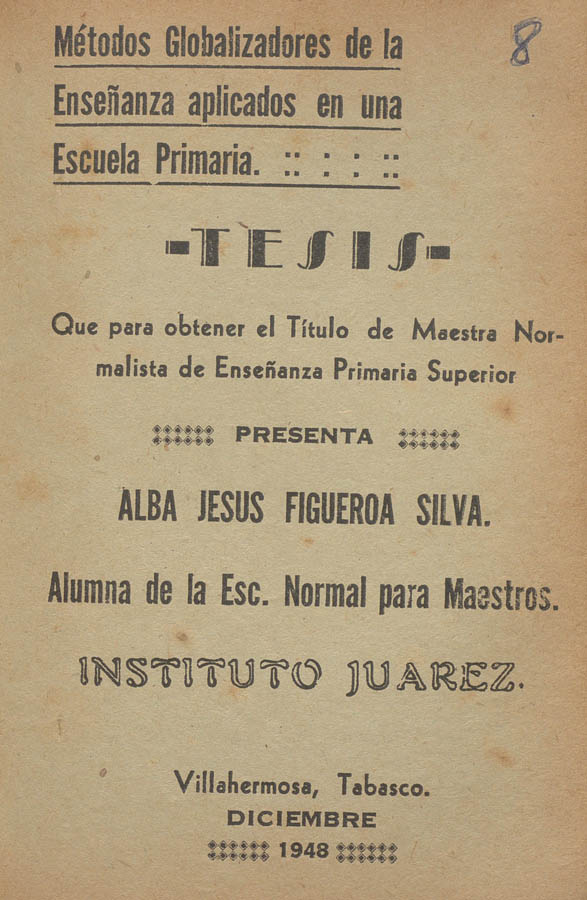 8
Métodos Globalizadores de la
Enseñanza aplicados en una
Escuela Primaria. :: : : ::
-TESIS-
Que para obtener el Título de Maestra Nor-
malista de Enseñanza Primaria Superior
PRESENTA
ALBA JESUS FIGUEROA SILVA.
Alumna de la Esc. Normal para Maestros.
INSTITUTO JUAREZ.
Villahermosa, Tabasco.
DICIEMBRE
1948